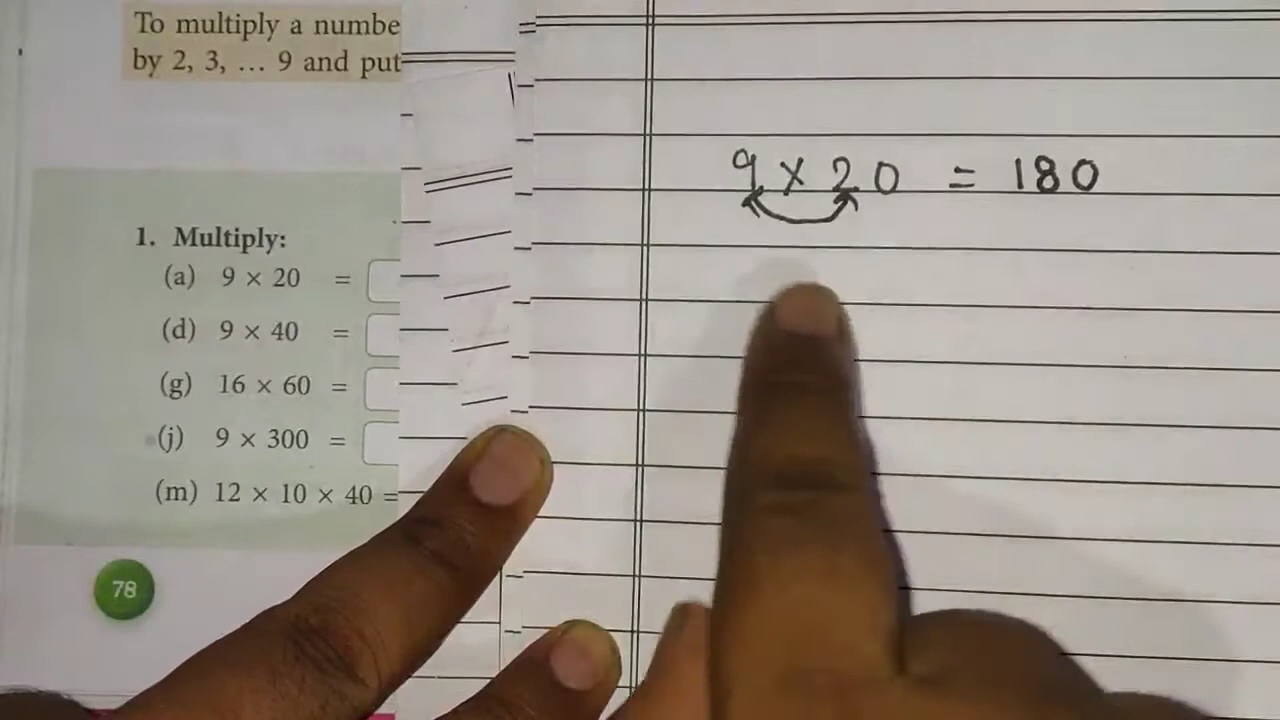 To multiply a numbe
by 2, 3, ... 9 and put
1. Multiply:
(a) 9 × 20 =
(d) 9 × 40 =
(g) 16 × 60 =
(j) 9 × 300 =
(m) 12 × 10 × 40 =
78
9 × 20 = 180